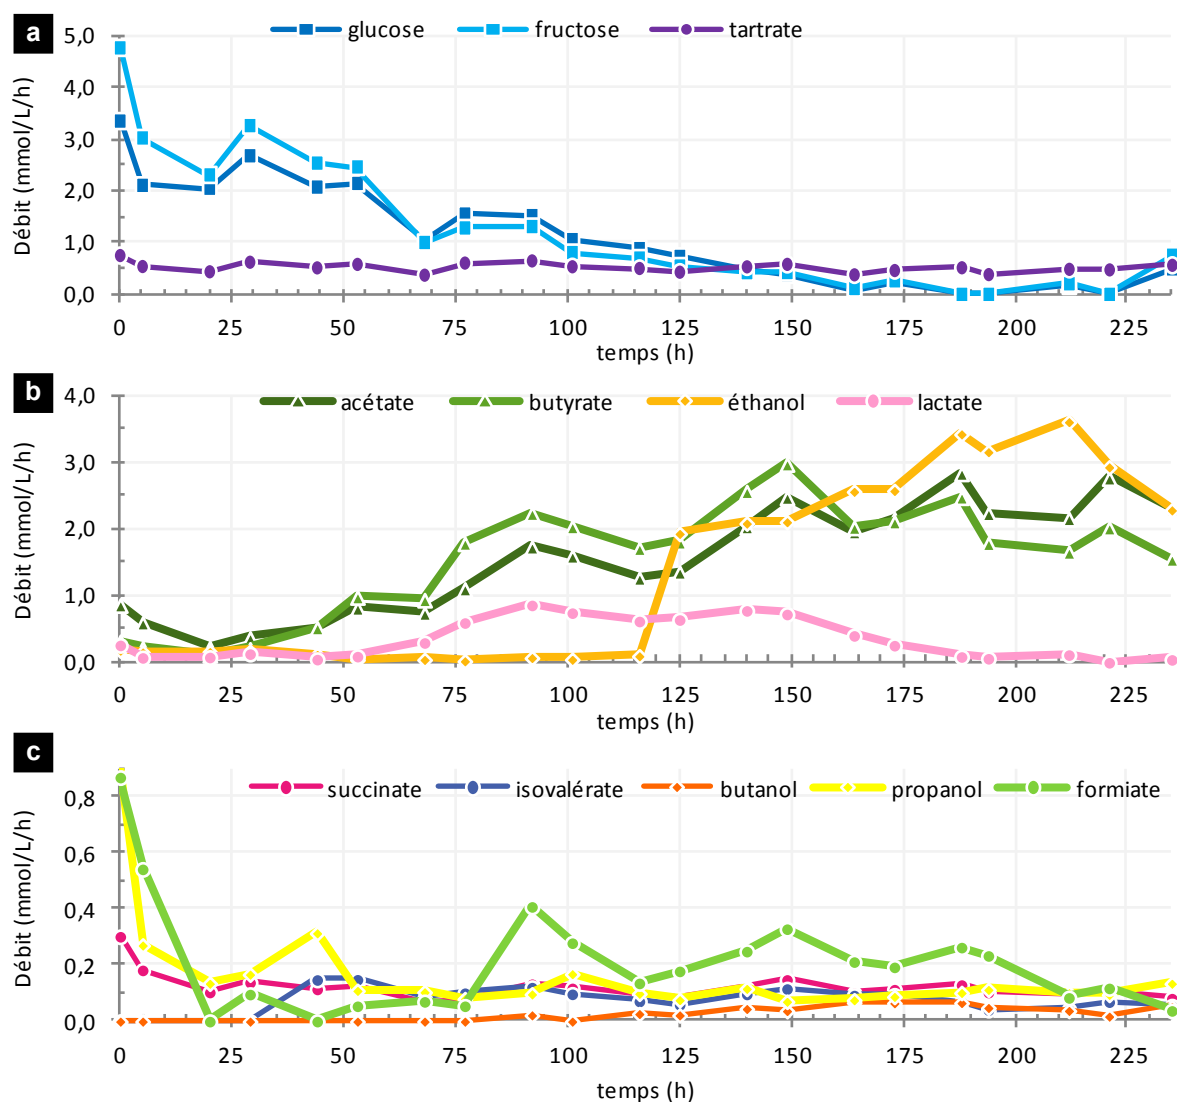 a
glucose fructose tartrate
Débit (mmol/L/h)
5,0
4,0
3,0
2,0
1,0
0,0
0 25 50 75 100 125 150 175 200 225
temps (h)
b
acétate butyrate éthanol lactate
Débit (mmol/L/h)
4,0
3,0
2,0
1,0
0,0
0 25 50 75 100 125 150 175 200 225
temps (h)
c
succinate isovalérate butanol propanol formiate
Débit (mmol/L/h)
0,8
0,6
0,4
0,2
0,0
0 25 50 75 100 125 150 175 200 225
temps (h)